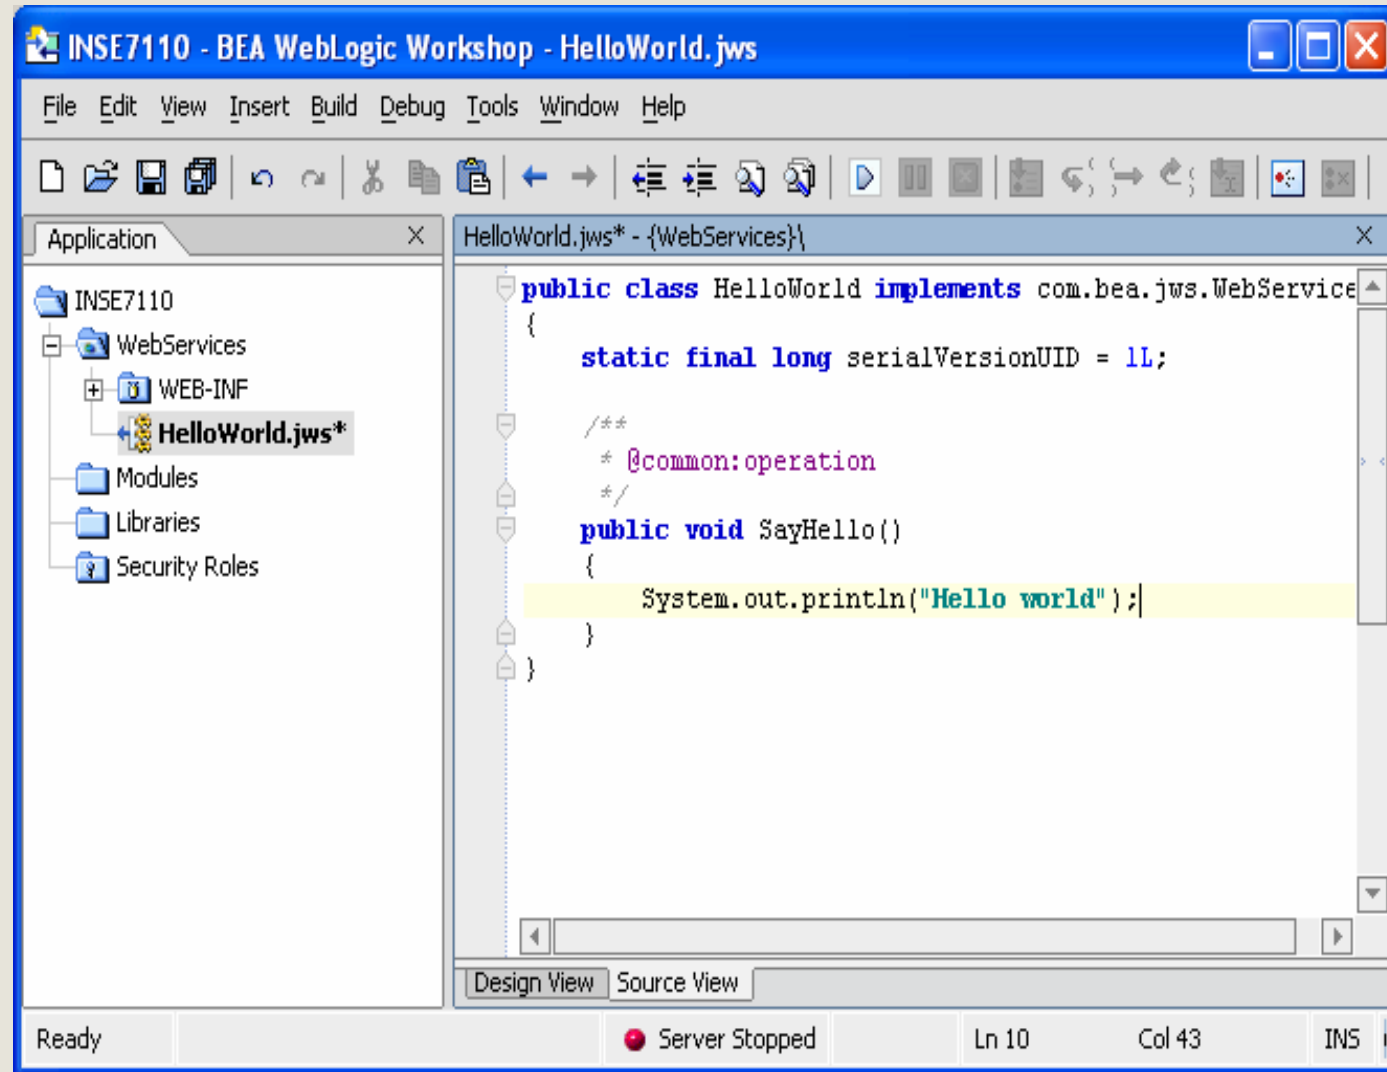 INSE7110 - BEA WebLogic Workshop - HelloWorld.jws
File Edit View Insert Build Debug Tools Window Help
Application
INSE7110
WebServices
WEB-INF
HelloWorld.jws*
Modules
Libraries
Security Roles
HelloWorld.jws* - {WebServices}\
public class HelloWorld implements com.bea.jws.WebService
{
static final long serialVersionUID = 1L;
/**
* @common:operation
*/
public void SayHello()
{
System.out.println("Hello world");
}
}
Design View Source View
Ready Server Stopped Ln 10 Col 43 INS